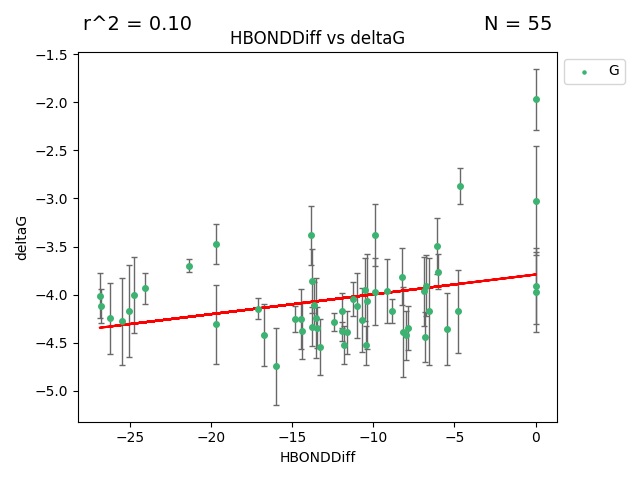 r^2 = 0.10
N = 55
HBONDDiff vs deltaG
G
deltaG
−1.5
−2.0
−2.5
−3.0
−3.5
−4.0
−4.5
−5.0
−25
−20
−15
−10
−5
0
HBONDDiff